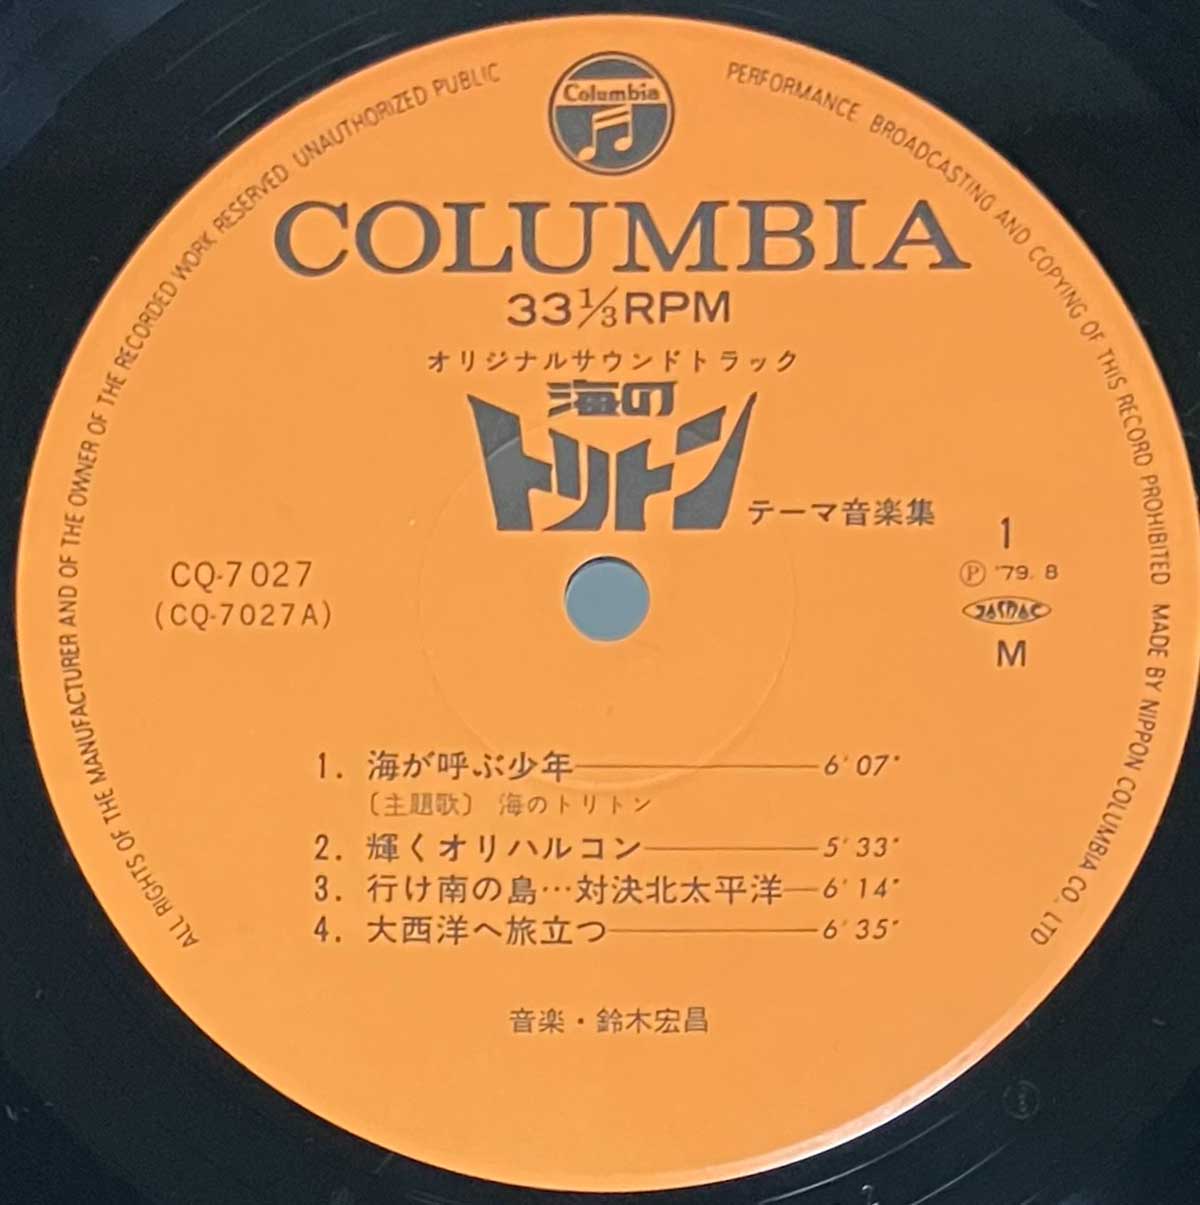 Columbia
COLUMBIA
33⅓RPM
オリジナルサウンドトラック
海の
トリトン
テーマ音楽集
1
Ⓟ '79. 8
JASRAC
M
CQ-7027
(CQ-7027A)
1. 海が呼ぶ少年 6'07"
〔主題歌〕 海のトリトン
2. 輝くオリハルコン 5'33"
3. 行け南の島…対決北太平洋 6'14"
4. 大西洋へ旅立つ 6'35"
音楽・鈴木宏昌
ALL RIGHTS OF THE MANUFACTURER AND OF THE OWNER OF THE RECORDED WORK RESERVED UNAUTHORIZED PUBLIC PERFORMANCE BROADCASTING AND COPYING OF THIS RECORD PROHIBITED MADE BY NIPPON COLUMBIA CO., LTD